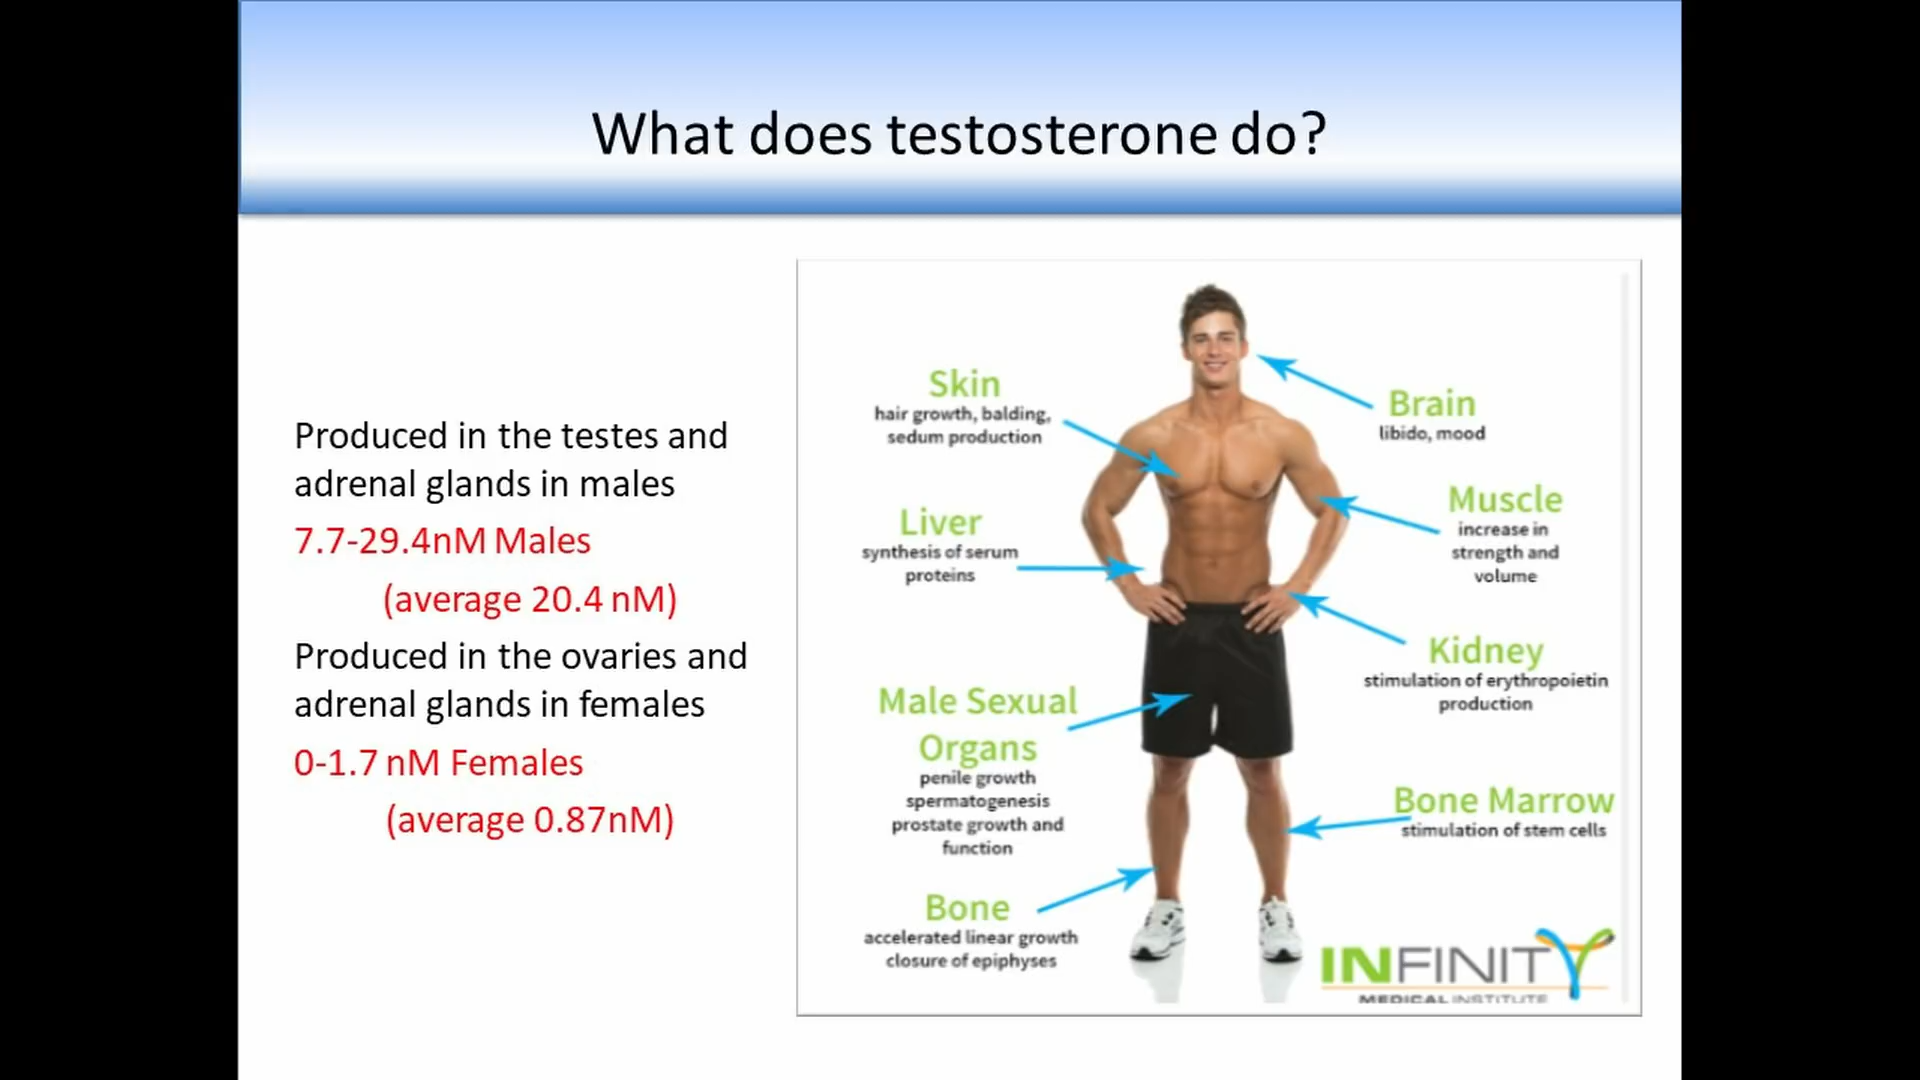 What does testosterone do?
Produced in the testes and
adrenal glands in males
7.7-29.4nM Males
(average 20.4 nM)
Produced in the ovaries and
adrenal glands in females
0-1.7 nM Females
(average 0.87nM)
Skin
hair growth, balding,
sedum production
Liver
synthesis of serum
proteins
Male Sexual
Organs
penile growth
spermatogenesis
prostate growth and
function
Bone
accelerated linear growth
closure of epiphyses
Brain
libido, mood
Muscle
increase in
strength and
volume
Kidney
stimulation of erythropoietin
production
Bone Marrow
stimulation of stem cells
INFINITY
MEDICAL INSTITUTE